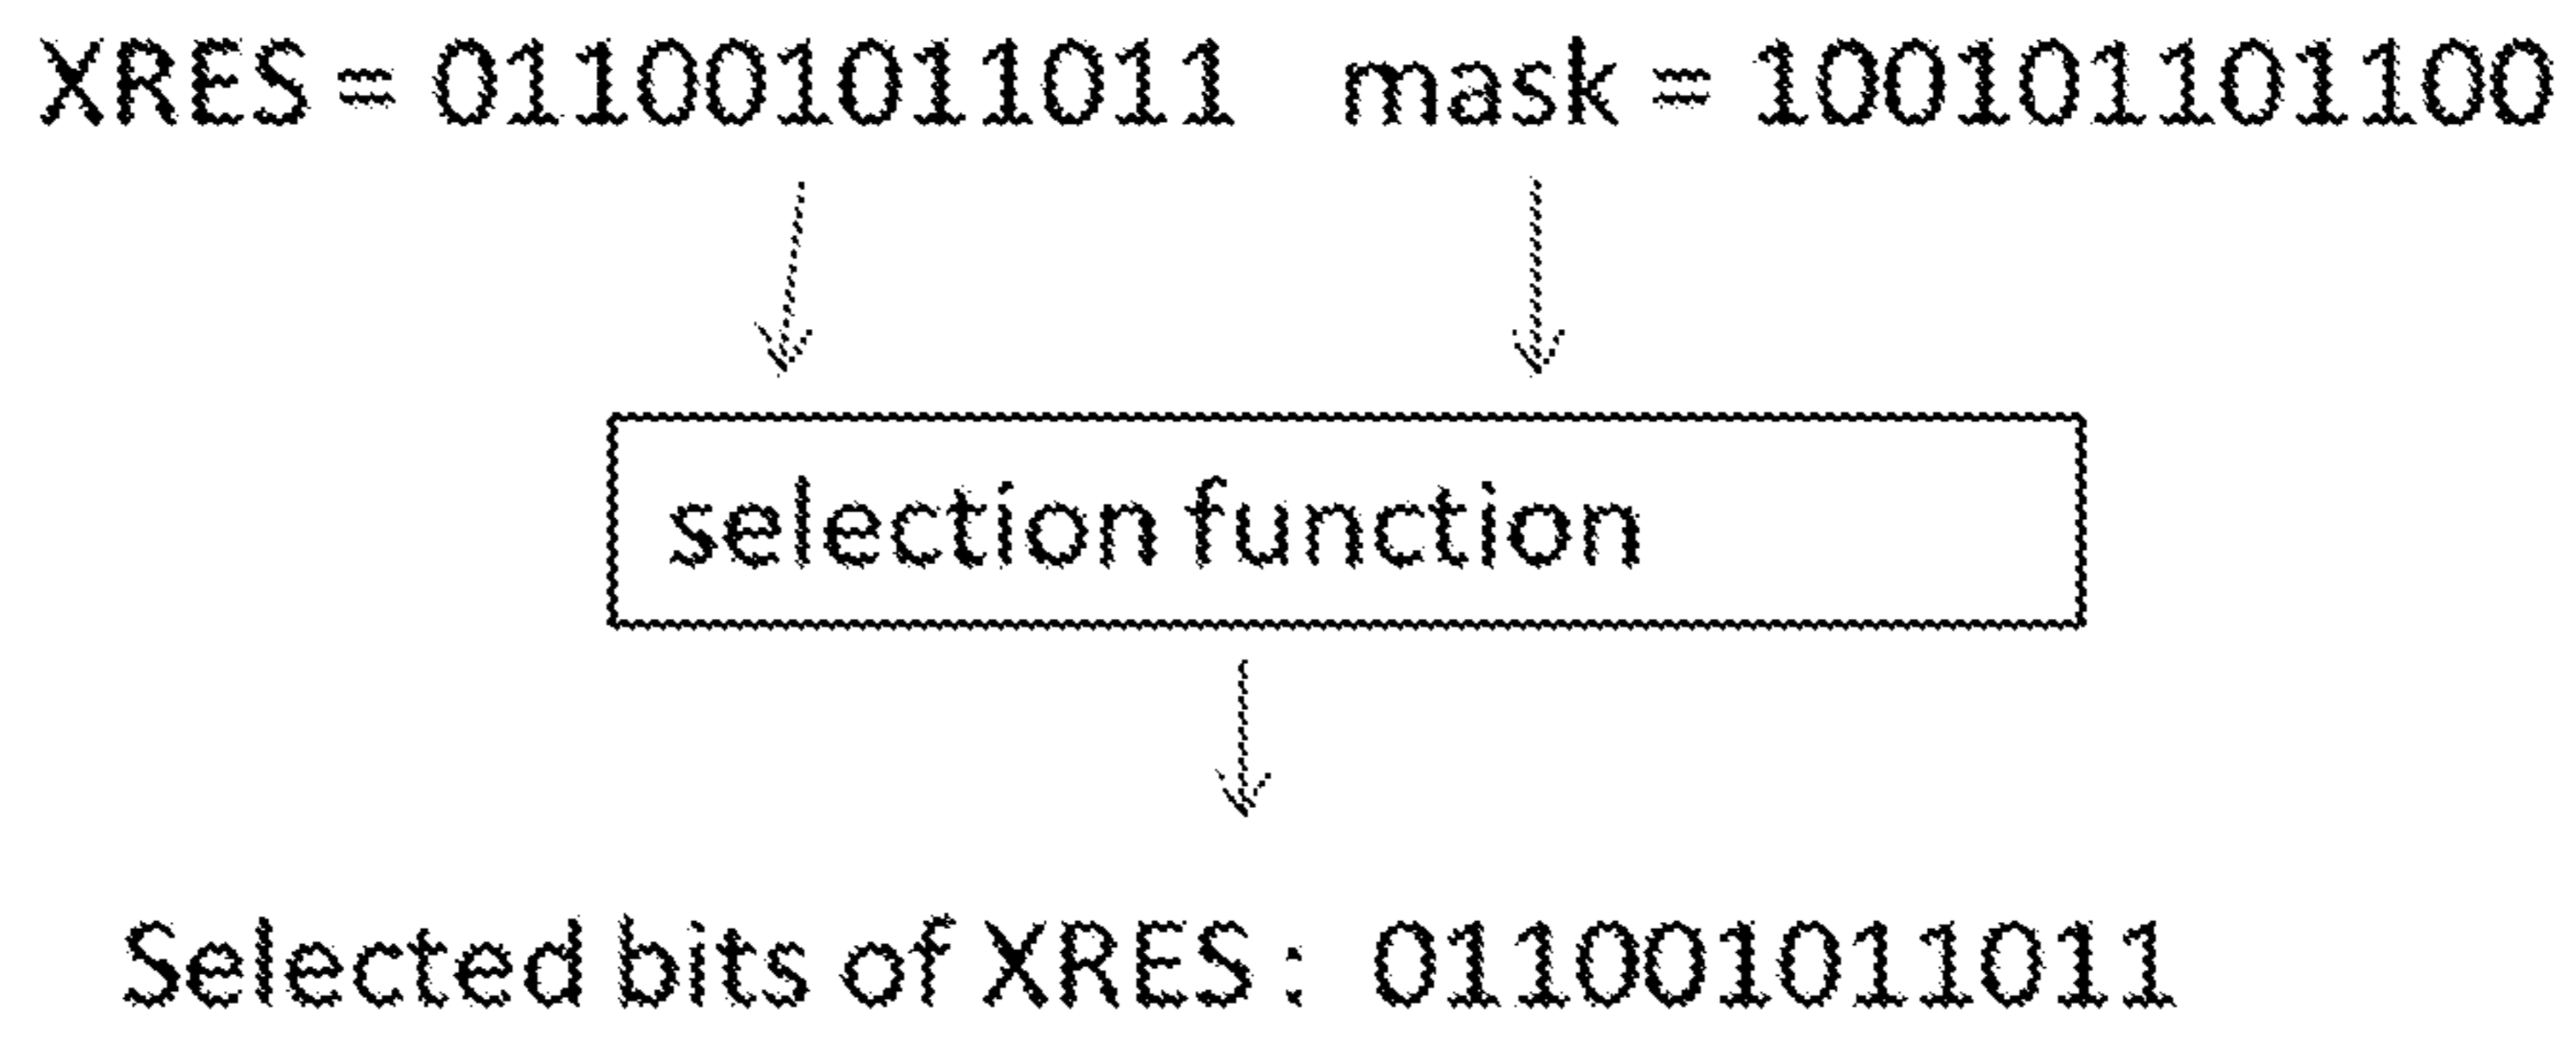 XRES = 011001011011 mask = 100101101100
selection function
Selected bits of XRES : 011001011011